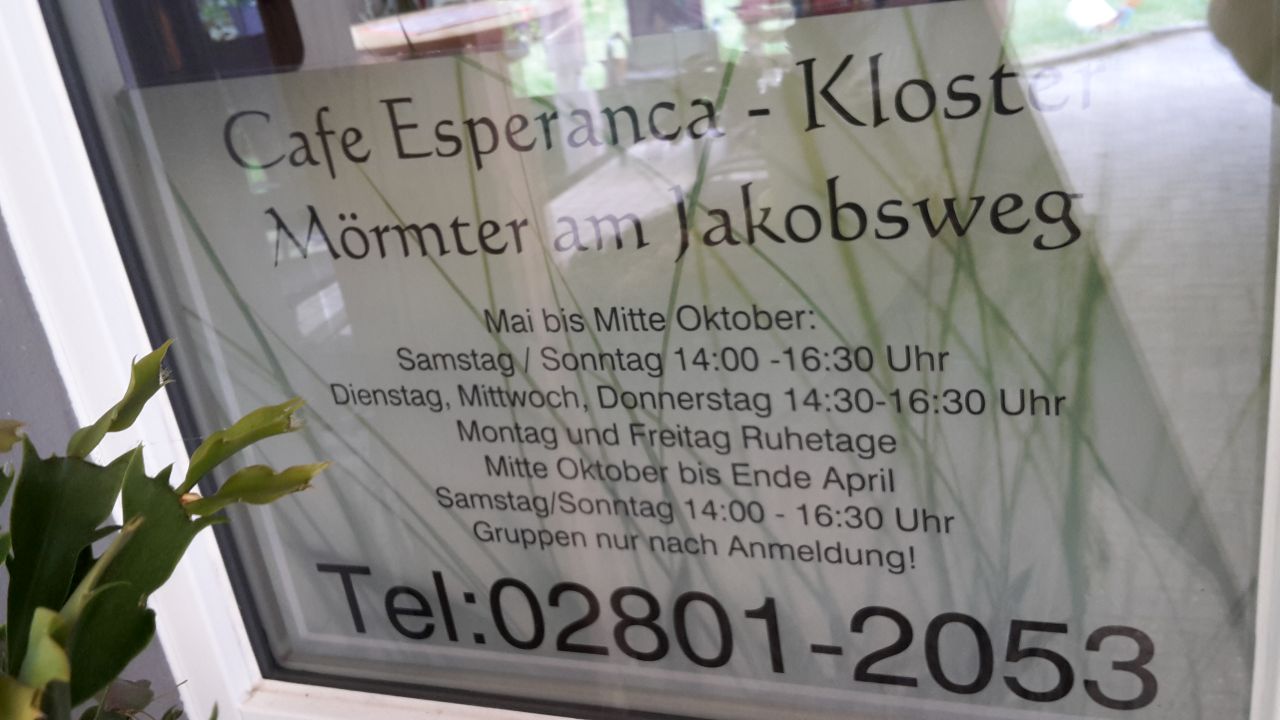 Cafe Esperanca - Kloster
Mörmter am Jakobsweg
Mai bis Mitte Oktober:
Samstag / Sonntag 14:00 -16:30 Uhr
Dienstag, Mittwoch, Donnerstag 14:30-16:30 Uhr
Montag und Freitag Ruhetage
Mitte Oktober bis Ende April
Samstag/Sonntag 14:00 - 16:30 Uhr
Gruppen nur nach Anmeldung!
Tel:02801-2053